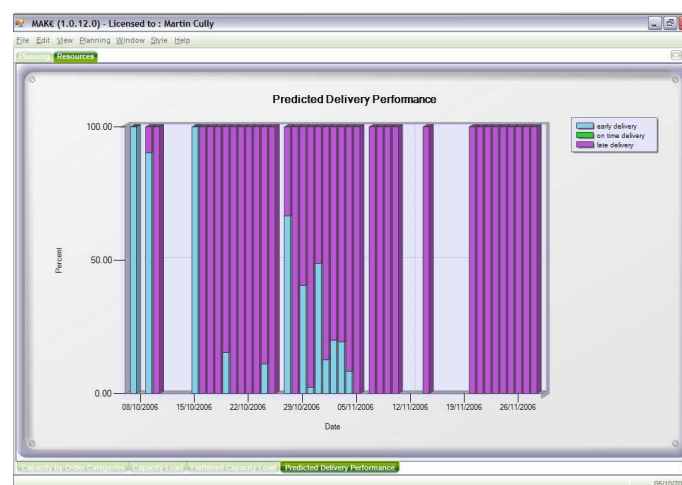 MAK€ (1.0.12.0) - Licensed to : Martin Cully
File Edit View Planning Window Style Help
Planning Resources
Predicted Delivery Performance
early delivery
on time delivery
late delivery
100.00
50.00
0.00
Percent
08/10/2006 15/10/2006 22/10/2006 29/10/2006 05/11/2006 12/11/2006 19/11/2006 26/11/2006
Date
Capacity by Order Categories Capacity Load Flattened Capacity Load Predicted Delivery Performance
05/10/20